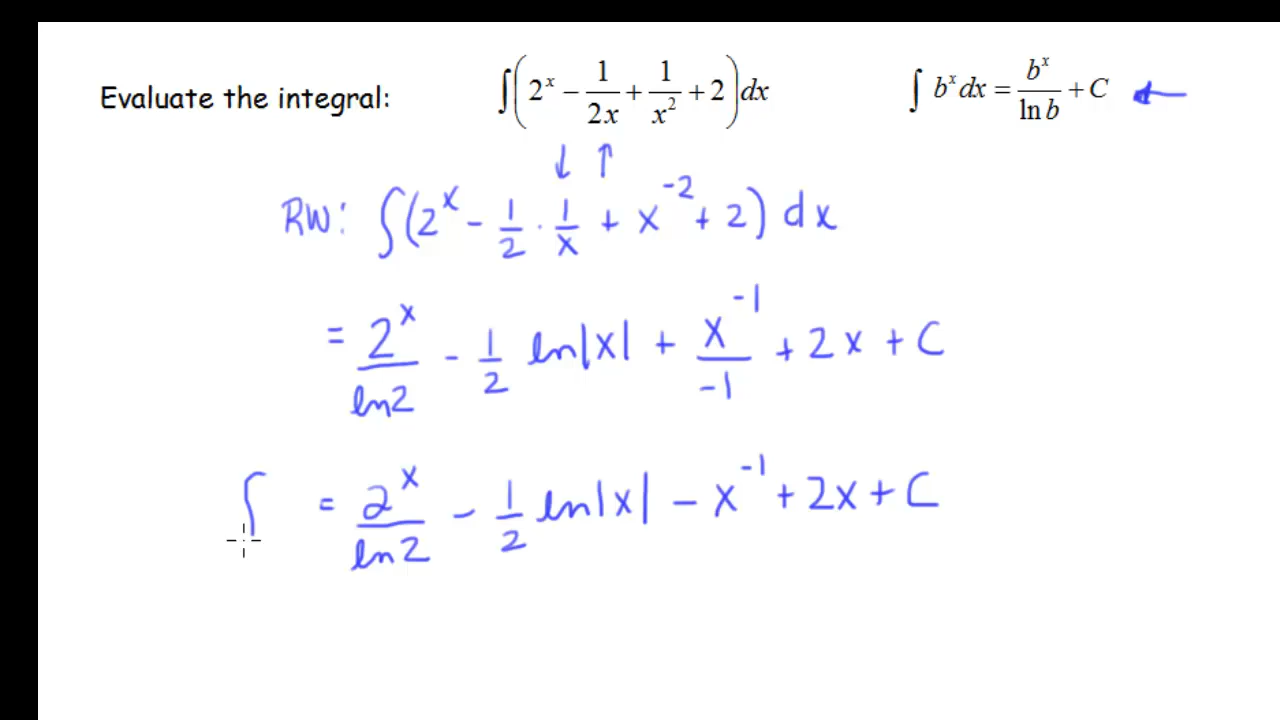 Evaluate the integral: ∫(2^x − 1/(2x) + 1/x^2 + 2)dx ∫ b^x dx = b^x/ln b + C ←
↓ ↑
RW: ∫(2^x − 1/2 · 1/x + x^-2 + 2) dx
= 2^x/ln2 − 1/2 ln|x| + x^-1/-1 + 2x + C
∫ = 2^x/ln2 − 1/2 ln|x| − x^-1 + 2x + C